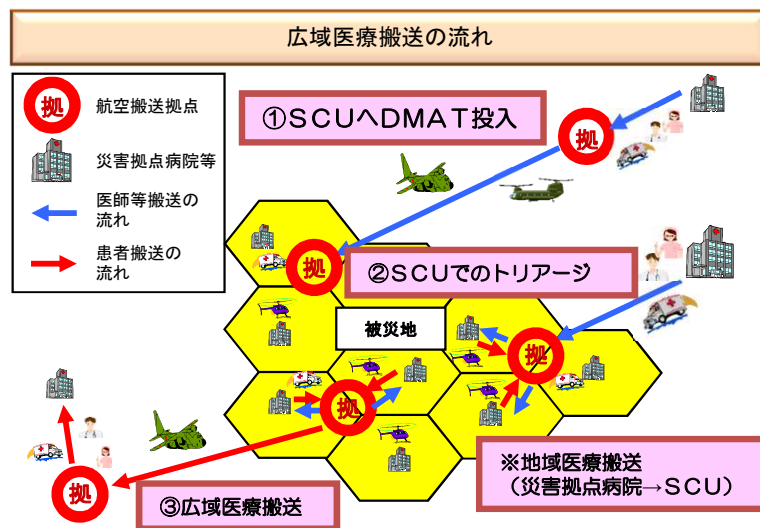 広域医療搬送の流れ
拠
航空搬送拠点
災害拠点病院等
医師等搬送の
流れ
患者搬送の
流れ
①ＳＣＵへＤＭＡＴ投入
拠
拠
②ＳＣＵでのトリアージ
被災地
拠
拠
※地域医療搬送
（災害拠点病院→ＳＣＵ）
拠
③広域医療搬送